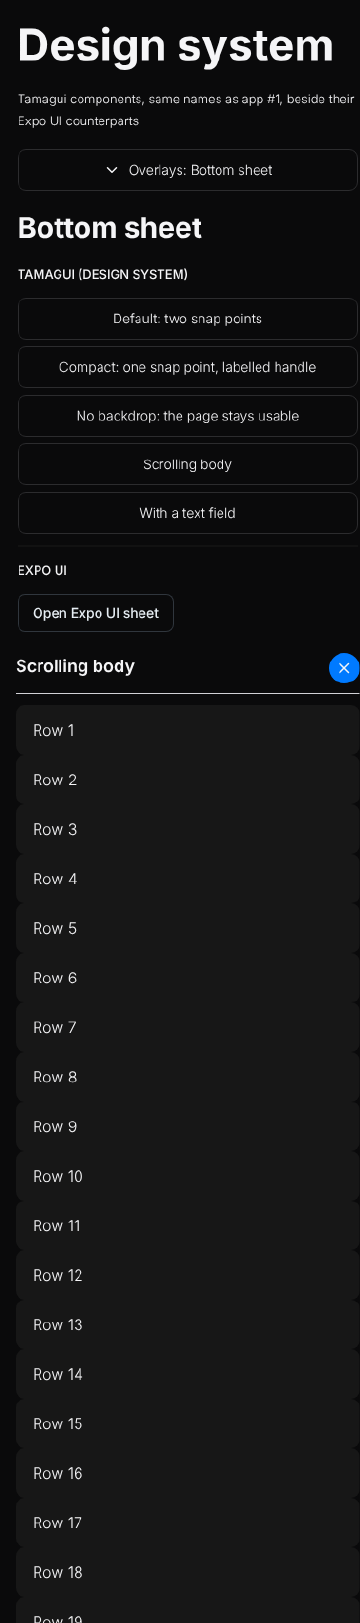 Design system
Tamagui components, same names as app #1, beside their
Expo UI counterparts
Overlays: Bottom sheet
Bottom sheet
TAMAGUI (DESIGN SYSTEM)
Default: two snap points
Compact: one snap point, labelled handle
No backdrop: the page stays usable
Scrolling body
With a text field
EXPO UI
Open Expo UI sheet
Scrolling body
Row 1
Row 2
Row 3
Row 4
Row 5
Row 6
Row 7
Row 8
Row 9
Row 10
Row 11
Row 12
Row 13
Row 14
Row 15
Row 16
Row 17
Row 18
Row 19